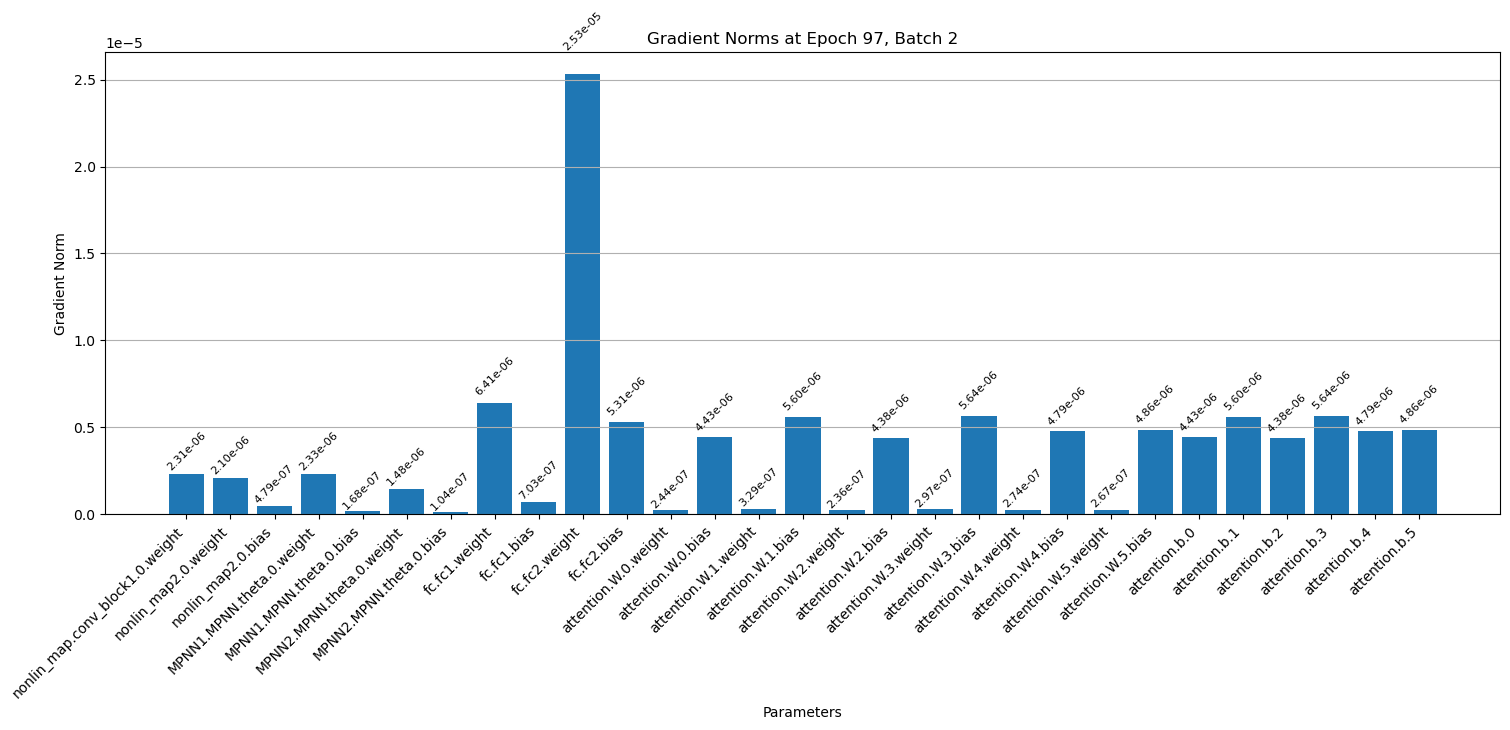 Gradient Norms at Epoch 97, Batch 2
1e−5
Gradient Norm
2.5
2.0
1.5
1.0
0.5
0.0
2.31e-06
2.10e-06
4.79e-07
2.33e-06
1.68e-07
1.48e-06
1.04e-07
6.41e-06
7.03e-07
2.53e-05
5.31e-06
2.44e-07
4.43e-06
3.29e-07
5.60e-06
2.36e-07
4.38e-06
2.97e-07
5.64e-06
2.74e-07
4.79e-06
2.67e-07
4.86e-06
4.43e-06
5.60e-06
4.38e-06
5.64e-06
4.79e-06
4.86e-06
nonlin_map.conv_block1.0.weight
nonlin_map2.0.weight
nonlin_map2.0.bias
MPNN1.MPNN.theta.0.weight
MPNN1.MPNN.theta.0.bias
MPNN2.MPNN.theta.0.weight
MPNN2.MPNN.theta.0.bias
fc.fc1.weight
fc.fc1.bias
fc.fc2.weight
fc.fc2.bias
attention.W.0.weight
attention.W.0.bias
attention.W.1.weight
attention.W.1.bias
attention.W.2.weight
attention.W.2.bias
attention.W.3.weight
attention.W.3.bias
attention.W.4.weight
attention.W.4.bias
attention.W.5.weight
attention.W.5.bias
attention.b.0
attention.b.1
attention.b.2
attention.b.3
attention.b.4
attention.b.5
Parameters